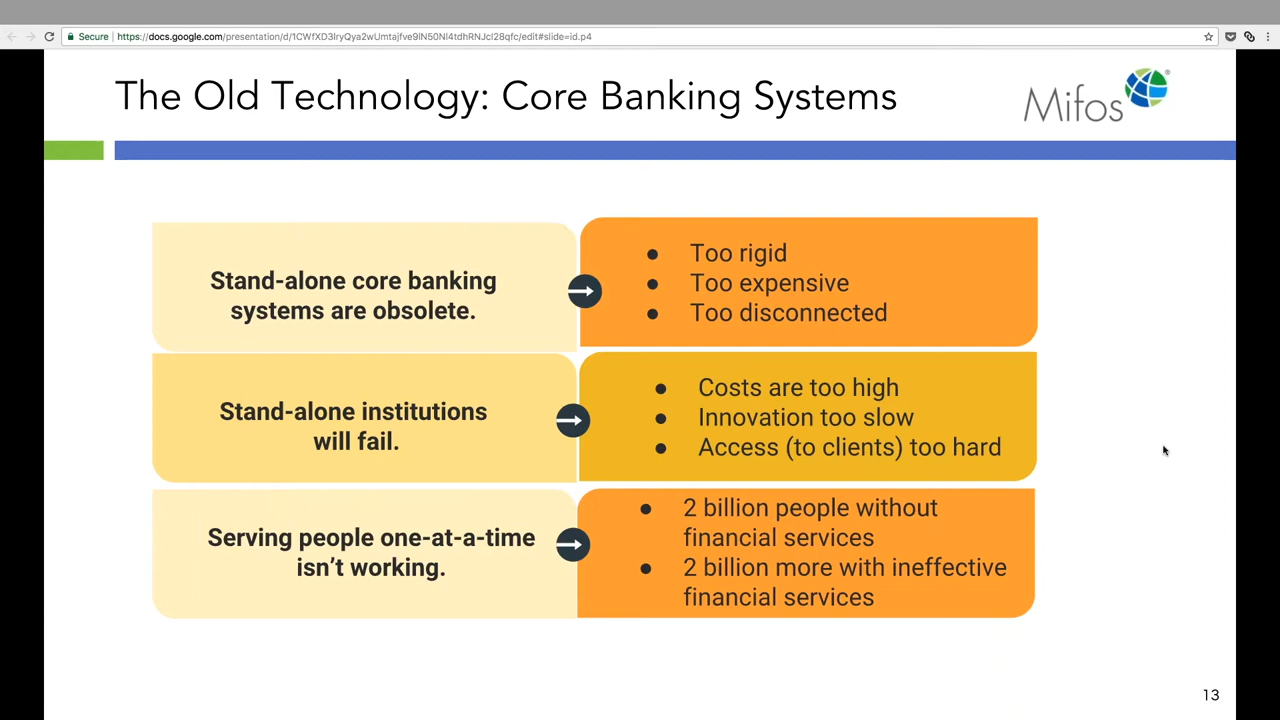 Secure
https://docs.google.com/presentation/d/1CWfXD3IryQya2wUmtajfve9lN50Nl4tdhRNJcl28qfc/edit#slide=id.p4
The Old Technology: Core Banking Systems
Mifos®
Stand-alone core banking
systems are obsolete.
● Too rigid
● Too expensive
● Too disconnected
Stand-alone institutions
will fail.
● Costs are too high
● Innovation too slow
● Access (to clients) too hard
Serving people one-at-a-time
isn’t working.
● 2 billion people without
financial services
● 2 billion more with ineffective
financial services
13